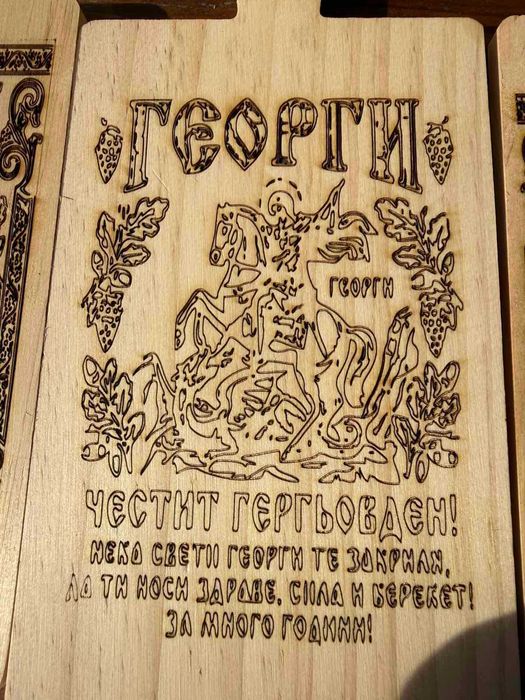 ГЕОРГИ
ГЕОРГИ
ЧЕСТИТ ГЕРГЬОВДЕН!
НЕКА СВЕТИ ГЕОРГИ ТЕ ЗАКРИЛЯ,
ДА ТИ НОСИ ЗДРАВЕ, СИЛА И БЕРЕКЕТ!
ЗА МНОГО ГОДИНИ!